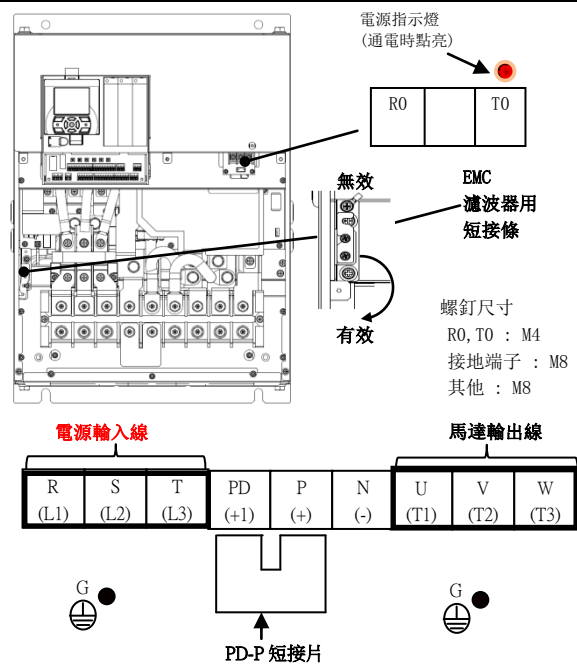 電源指示燈
(通電時點亮)
R0 T0
無效
EMC
濾波器用
短接條
有效
螺釘尺寸
R0,T0 : M4
接地端子 : M8
其他 : M8
電源輸入線
馬達輸出線
R S T PD P N U V W
(L1) (L2) (L3) (+1) (+) (-) (T1) (T2) (T3)
G G
PD-P 短接片